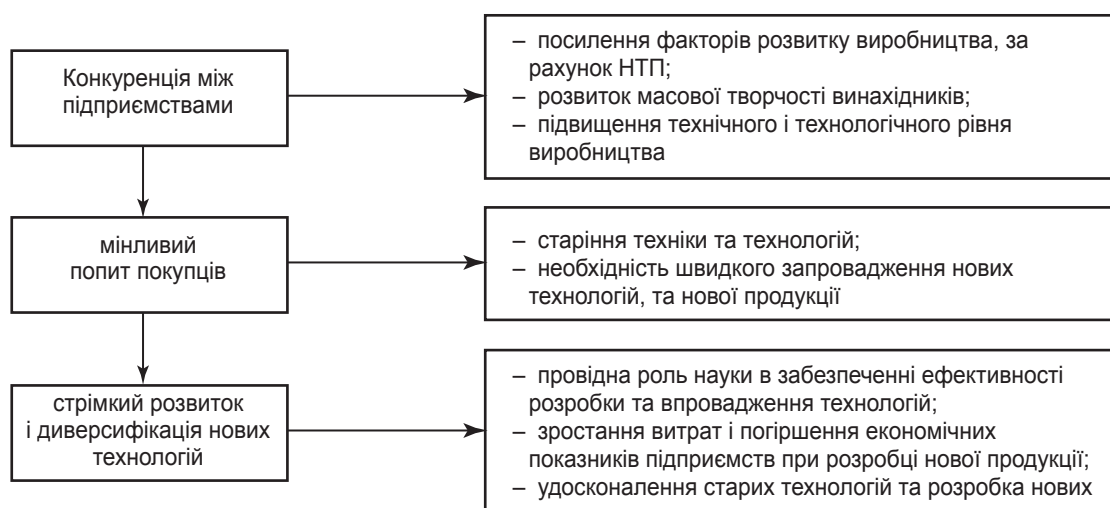 Конкуренція між
підприємствами
– посилення факторів розвитку виробництва, за
рахунок НТП;
– розвиток масової творчості винахідників;
– підвищення технічного і технологічного рівня
виробництва
мінливий
попит покупців
– старіння техніки та технологій;
– необхідність швидкого запровадження нових
технологій, та нової продукції
стрімкий розвиток
і диверсифікація нових
технологій
– провідна роль науки в забезпеченні ефективності
розробки та впровадження технологій;
– зростання витрат і погіршення економічних
показників підприємств при розробці нової продукції;
– удосконалення старих технологій та розробка нових